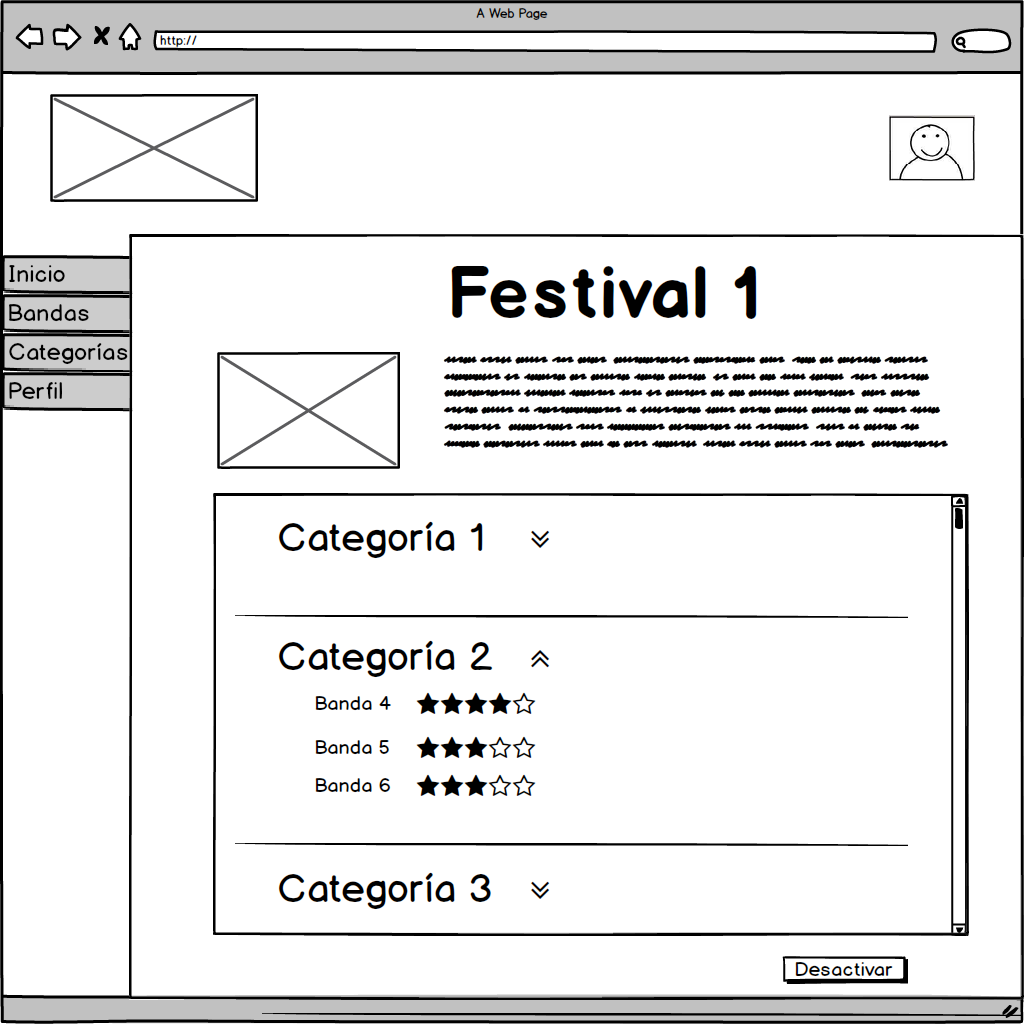 A Web Page
http://
Inicio
Bandas
Categorías
Perfil
Festival 1
Categoría 1
Categoría 2
Banda 4
Banda 5
Banda 6
Categoría 3
Desactivar